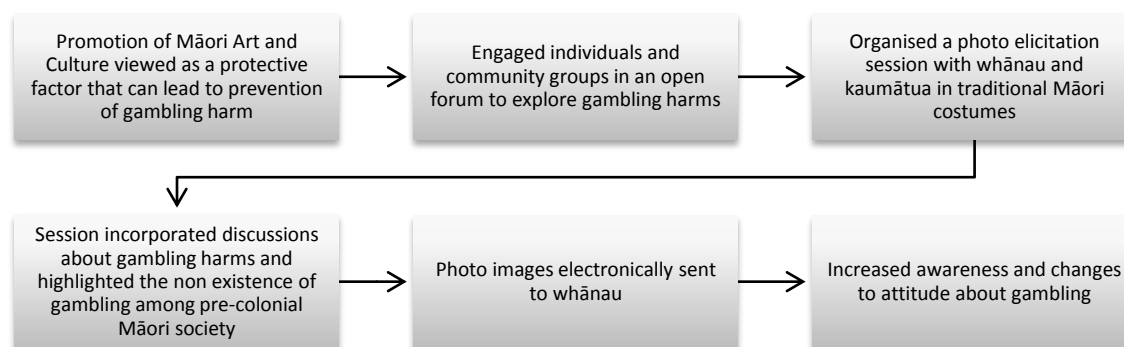 Promotion of Māori Art and
Culture viewed as a protective
factor that can lead to prevention
of gambling harm
Engaged individuals and
community groups in an open
forum to explore gambling harms
Organised a photo elicitation
session with whānau and
kaumātua in traditional Māori
costumes
Session incorporated discussions
about gambling harms and
highlighted the non existence of
gambling among pre-colonial
Māori society
Photo images electronically sent
to whānau
Increased awareness and changes
to attitude about gambling